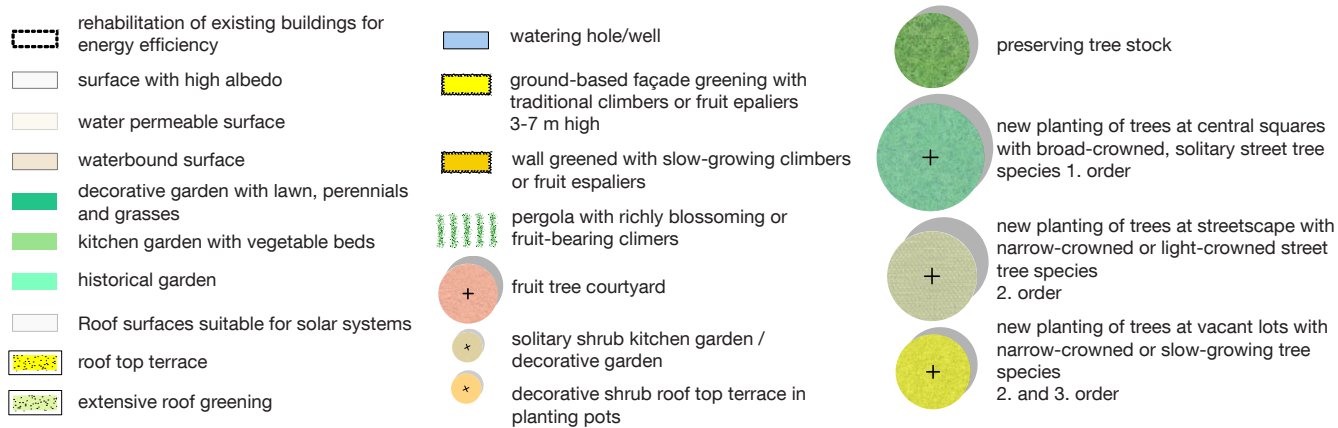 rehabilitation of existing buildings for
energy efficiency
surface with high albedo
water permeable surface
waterbound surface
decorative garden with lawn, perennials
and grasses
kitchen garden with vegetable beds
historical garden
Roof surfaces suitable for solar systems
roof top terrace
extensive roof greening
watering hole/well
ground-based façade greening with
traditional climbers or fruit epaliers
3-7 m high
wall greened with slow-growing climbers
or fruit espaliers
pergola with richly blossoming or
fruit-bearing climers
fruit tree courtyard
solitary shrub kitchen garden /
decorative garden
decorative shrub roof top terrace in
planting pots
preserving tree stock
new planting of trees at central squares
with broad-crowned, solitary street tree
species 1. order
new planting of trees at streetscape with
narrow-crowned or light-crowned street
tree species
2. order
new planting of trees at vacant lots with
narrow-crowned or slow-growing tree
species
2. and 3. order